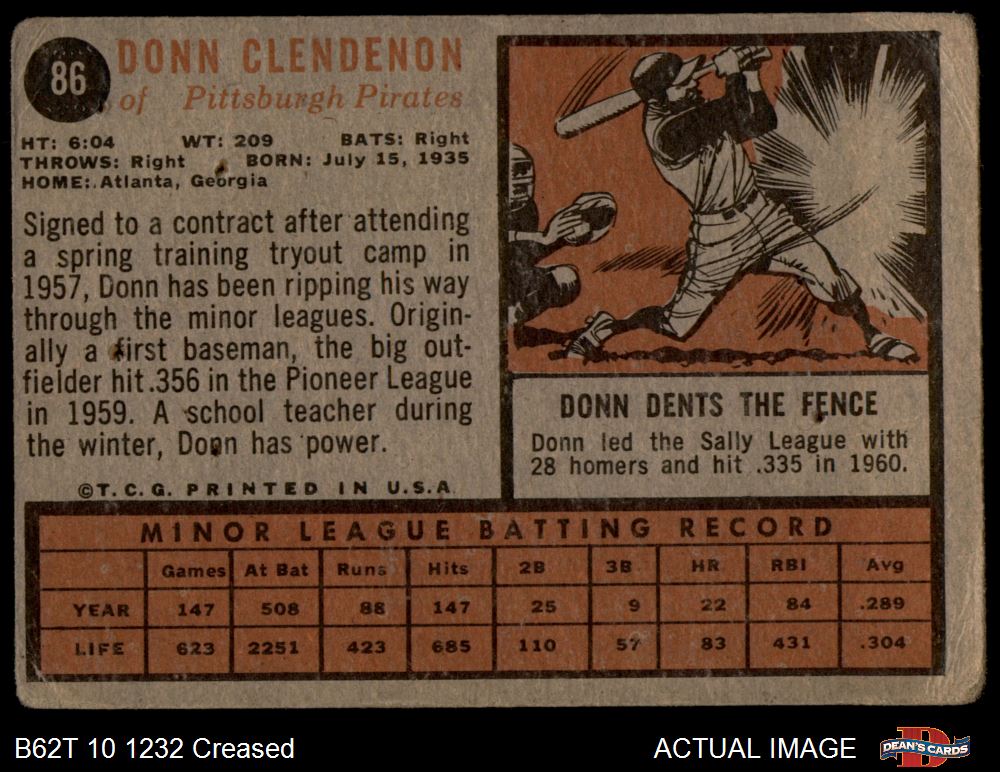 86
DONN CLENDENON
of Pittsburgh Pirates
HT: 6:04 WT: 209 BATS: Right
THROWS: Right BORN: July 15, 1935
HOME: Atlanta, Georgia
Signed to a contract after attending
a spring training tryout camp in
1957, Donn has been ripping his way
through the minor leagues. Origin-
ally a first baseman, the big out-
fielder hit .356 in the Pioneer League
in 1959. A school teacher during
the winter, Donn has power.
©T. C. G. PRINTED IN U.S.A.
DONN DENTS THE FENCE
Donn led the Sally League with
28 homers and hit .335 in 1960.
MINOR LEAGUE BATTING RECORD
Games At Bat Runs Hits 2B 3B HR RBI Avg
YEAR 147 508 88 147 25 9 22 84 .289
LIFE 623 2251 423 685 110 57 83 431 .304
B62T 10 1232 Creased
ACTUAL IMAGE
DEAN'S CARDS